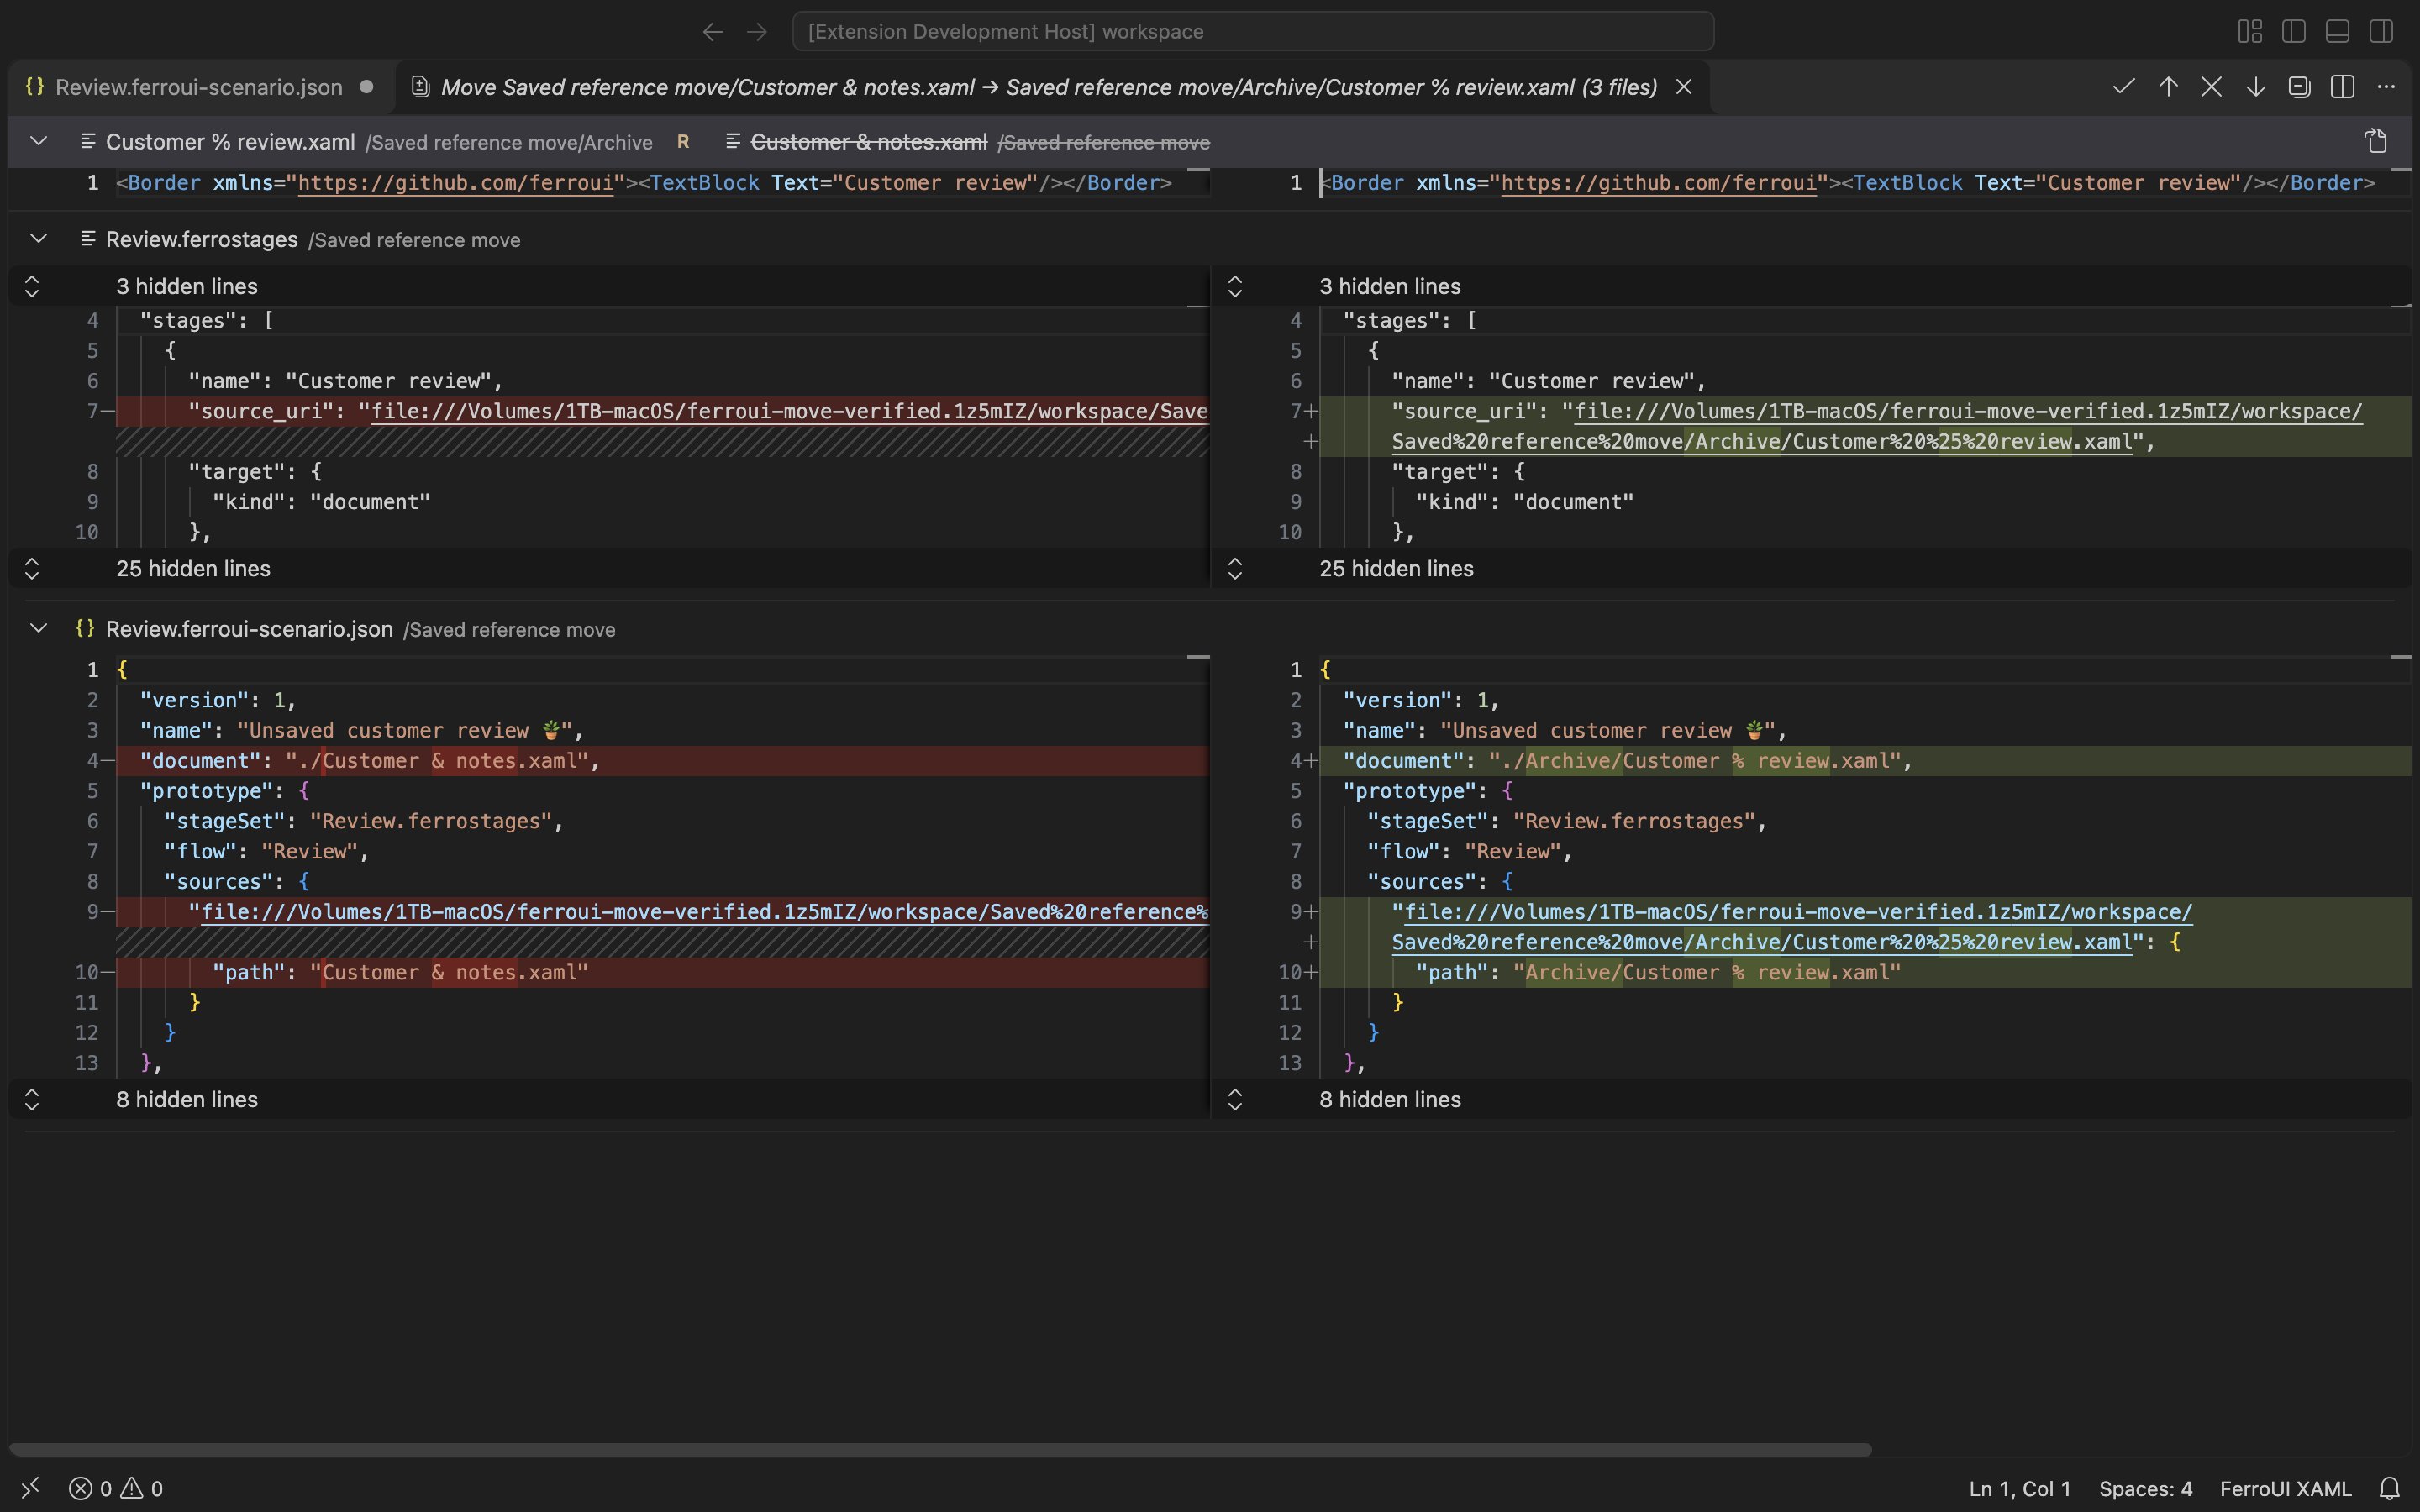 [Extension Development Host] workspace
{} Review.ferroui-scenario.json
Move Saved reference move/Customer & notes.xaml → Saved reference move/Archive/Customer % review.xaml (3 files)
Customer % review.xaml /Saved reference move/Archive R Customer & notes.xaml /Saved reference move
1 <Border xmlns="https://github.com/ferroui"><TextBlock Text="Customer review"/></Border>
1 <Border xmlns="https://github.com/ferroui"><TextBlock Text="Customer review"/></Border>
Review.ferrostages /Saved reference move
3 hidden lines
4 "stages": [
5 {
6 "name": "Customer review",
7− "source_uri": "file:///Volumes/1TB-macOS/ferroui-move-verified.1z5mIZ/workspace/Save
8 "target": {
9 "kind": "document"
10 },
25 hidden lines
3 hidden lines
4 "stages": [
5 {
6 "name": "Customer review",
7+ "source_uri": "file:///Volumes/1TB-macOS/ferroui-move-verified.1z5mIZ/workspace/
+ Saved%20reference%20move/Archive/Customer%20%25%20review.xaml",
8 "target": {
9 "kind": "document"
10 },
25 hidden lines
{} Review.ferroui-scenario.json /Saved reference move
1 {
2 "version": 1,
3 "name": "Unsaved customer review 🪴",
4− "document": "./Customer & notes.xaml",
5 "prototype": {
6 "stageSet": "Review.ferrostages",
7 "flow": "Review",
8 "sources": {
9− "file:///Volumes/1TB-macOS/ferroui-move-verified.1z5mIZ/workspace/Saved%20reference%
10− "path": "Customer & notes.xaml"
11 }
12 }
13 },
8 hidden lines
1 {
2 "version": 1,
3 "name": "Unsaved customer review 🪴",
4+ "document": "./Archive/Customer % review.xaml",
5 "prototype": {
6 "stageSet": "Review.ferrostages",
7 "flow": "Review",
8 "sources": {
9+ "file:///Volumes/1TB-macOS/ferroui-move-verified.1z5mIZ/workspace/
+ Saved%20reference%20move/Archive/Customer%20%25%20review.xaml": {
10+ "path": "Archive/Customer % review.xaml"
11 }
12 }
13 },
8 hidden lines
0 0
Ln 1, Col 1 Spaces: 4 FerroUI XAML